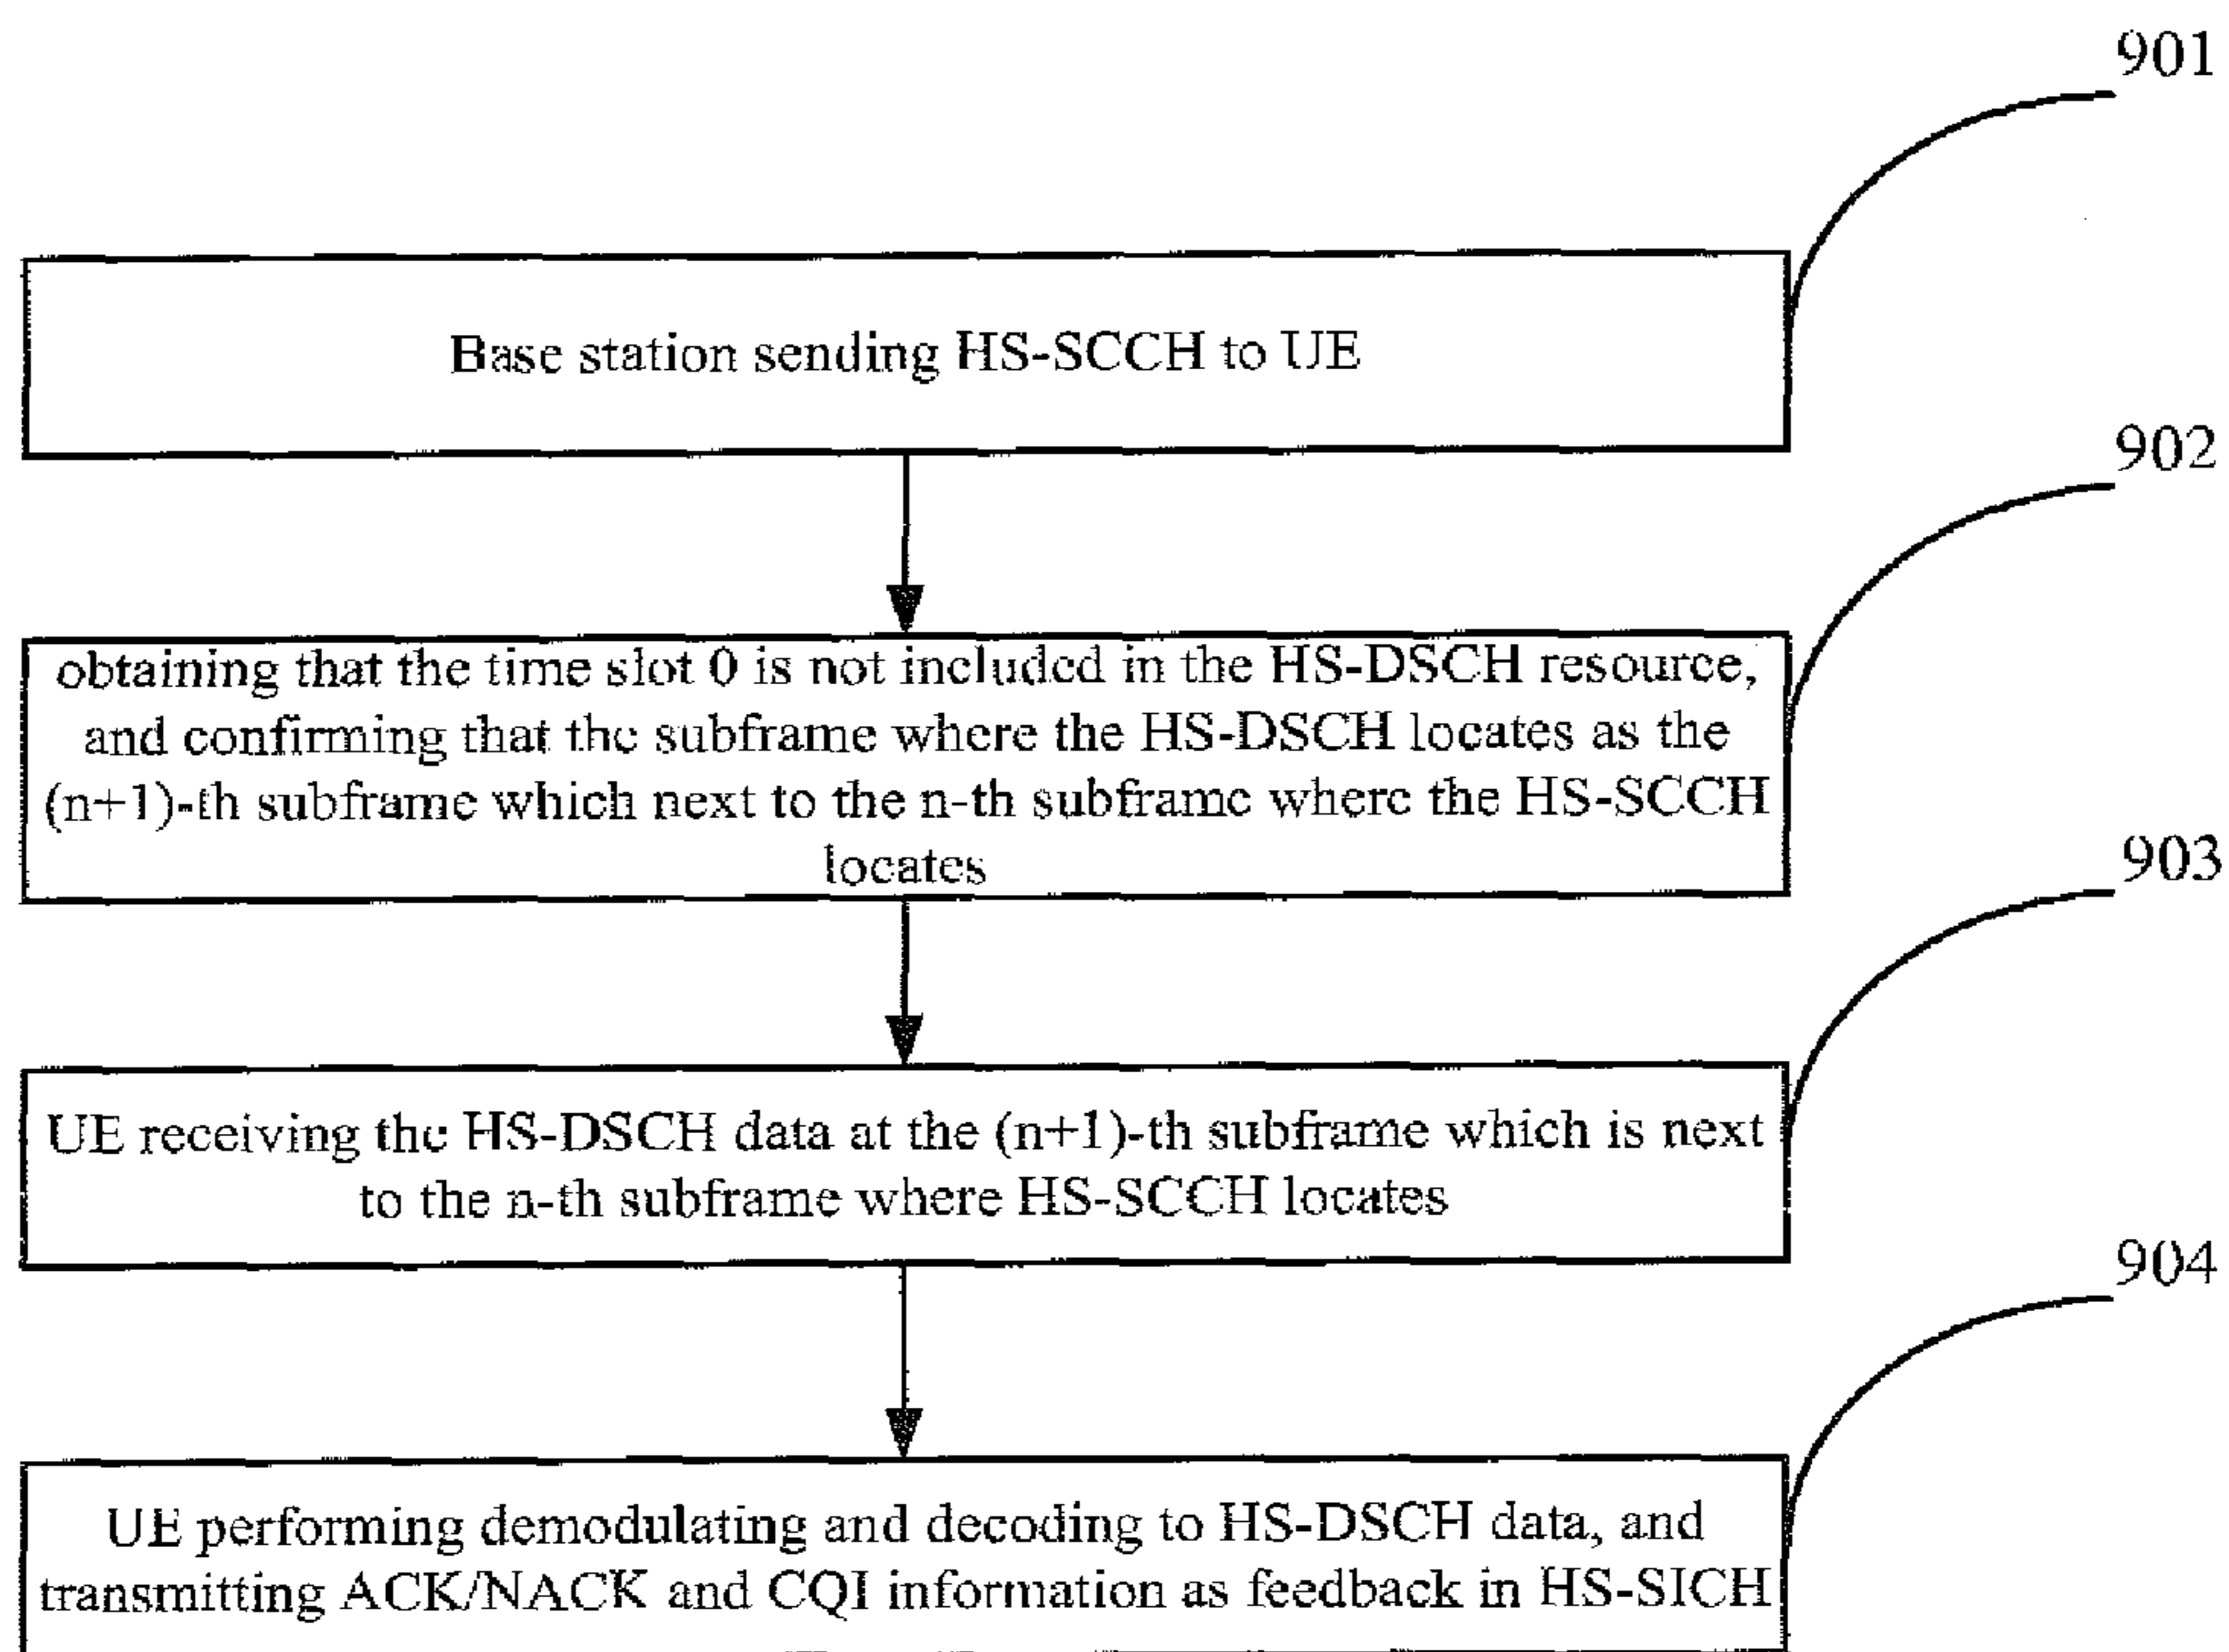 901
Base station sending HS-SCCH to UE
902
obtaining that the time slot 0 is not included in the HS-DSCH resource,
and confirming that the subframe where the HS-DSCH locates as the
(n+1)-th subframe which next to the n-th subframe where the HS-SCCH
locates
903
UE receiving the HS-DSCH data at the (n+1)-th subframe which is next
to the n-th subframe where HS-SCCH locates
904
UE performing demodulating and decoding to HS-DSCH data, and
transmitting ACK/NACK and CQI information as feedback in HS-SICH